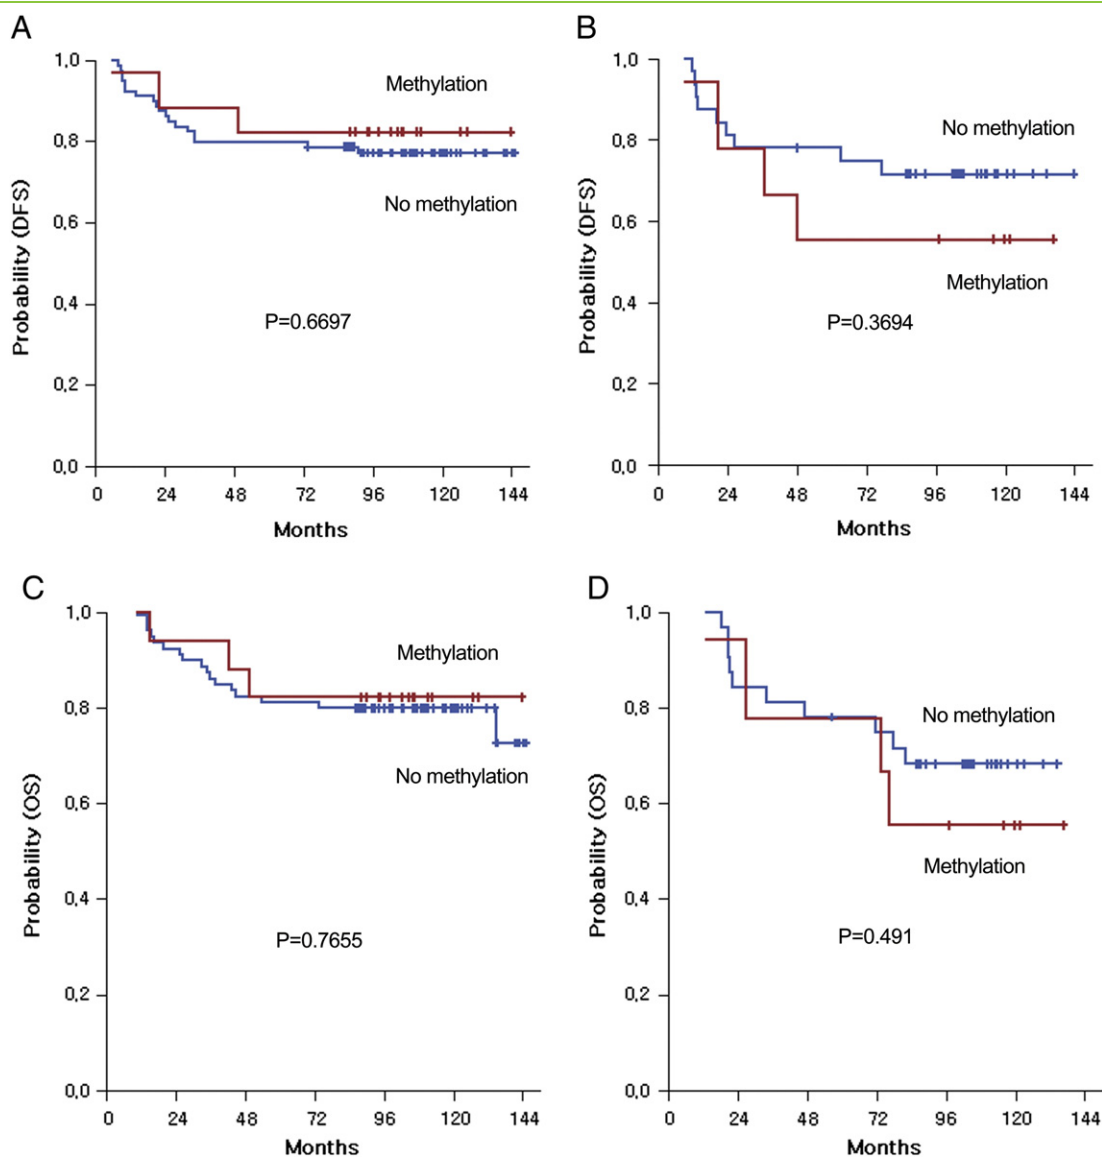 A
1,0
0,8
0,6
0,4
0,2
0,0
Probability (DFS)
Methylation
No methylation
P=0.6697
0 24 48 72 96 120 144
Months
B
1,0
0,8
0,6
0,4
0,2
0,0
Probability (DFS)
No methylation
Methylation
P=0.3694
0 24 48 72 96 120 144
Months
C
1,0
0,8
0,6
0,4
0,2
0,0
Probability (OS)
Methylation
No methylation
P=0.7655
0 24 48 72 96 120 144
Months
D
1,0
0,8
0,6
0,4
0,2
0,0
Probability (OS)
No methylation
Methylation
P=0.491
0 24 48 72 96 120 144
Months